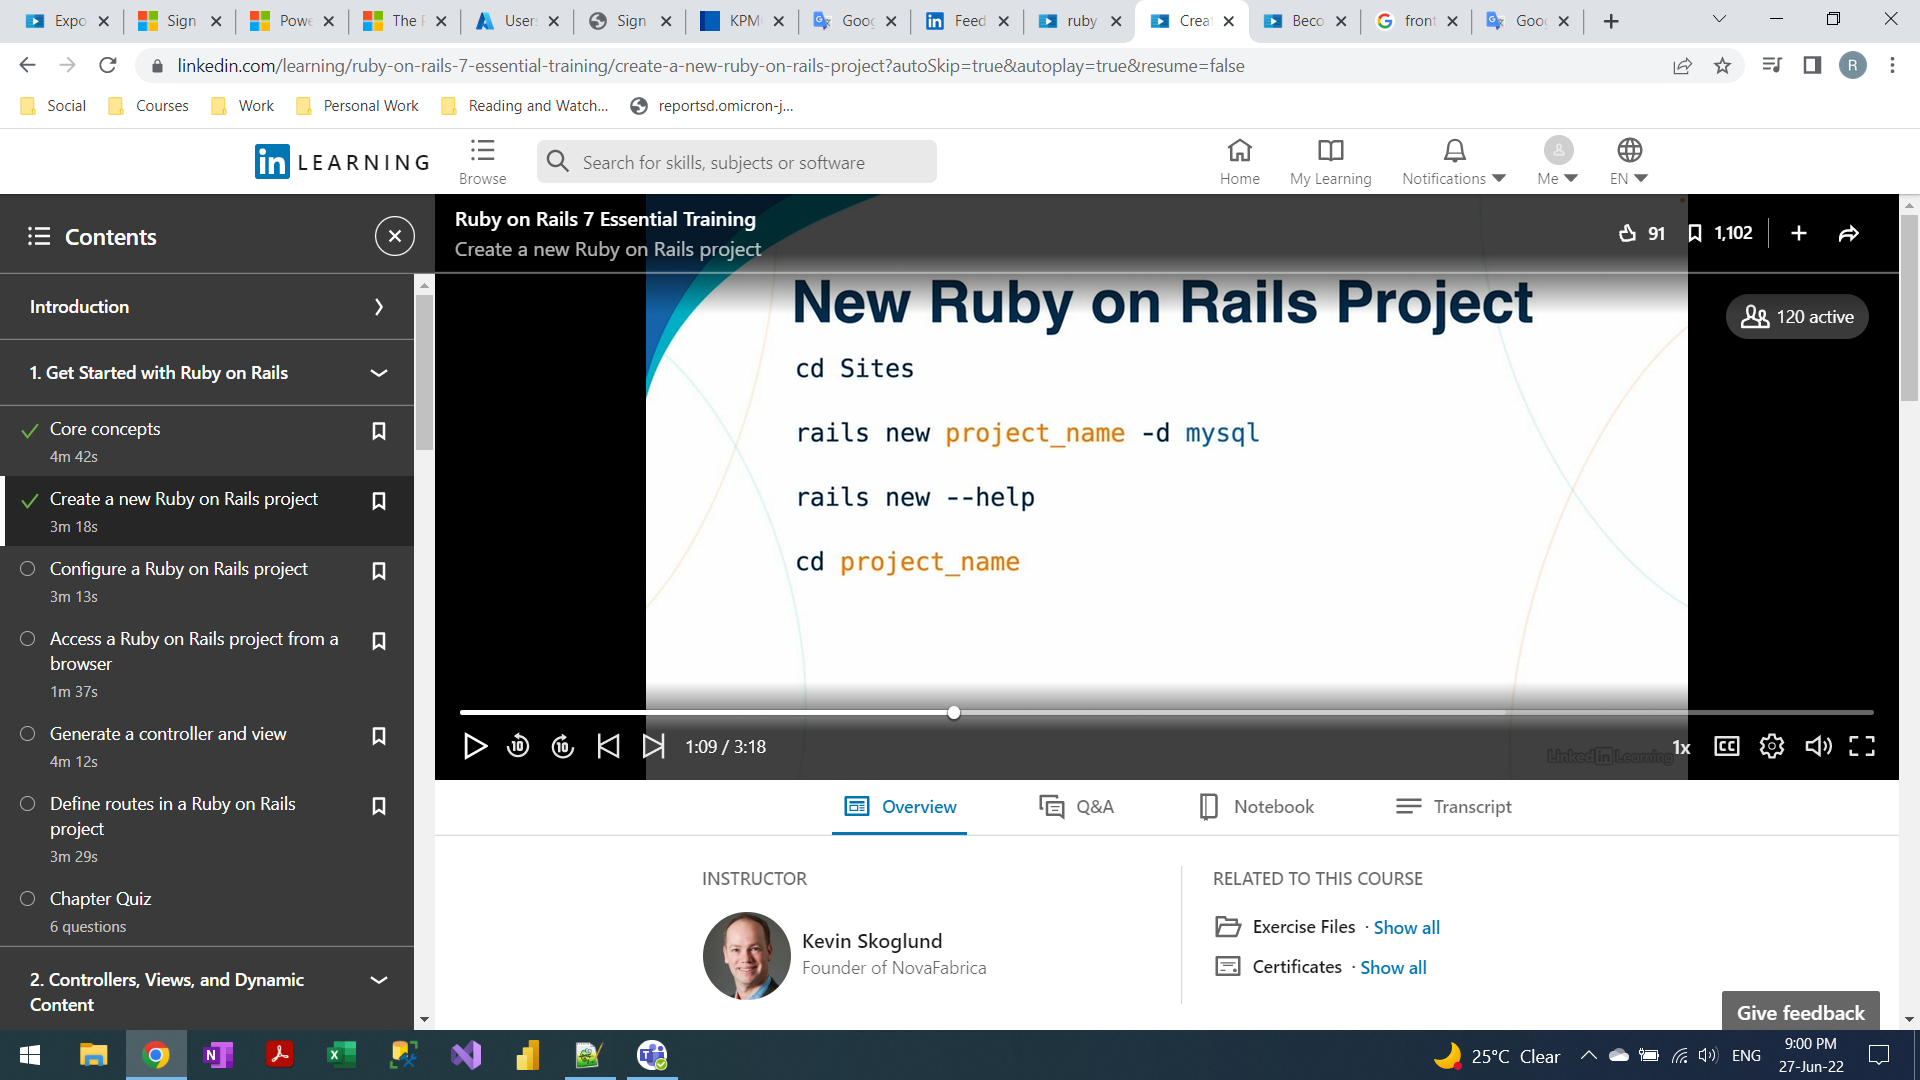 Expo
Sign
Powe
The
User
Sign
KPM
Goog
Feed
ruby
Crea
Beco
front
Goog
linkedin.com/learning/ruby-on-rails-7-essential-training/create-a-new-ruby-on-rails-project?autoSkip=true&autoplay=true&resume=false
R
Social
Courses
Work
Personal Work
Reading and Watch...
reportsd.omicron-j...
in LEARNING
Browse
Search for skills, subjects or software
Home
My Learning
Notifications
Me
EN
Contents
Introduction
1. Get Started with Ruby on Rails
Core concepts
4m 42s
Create a new Ruby on Rails project
3m 18s
Configure a Ruby on Rails project
3m 13s
Access a Ruby on Rails project from a
browser
1m 37s
Generate a controller and view
4m 12s
Define routes in a Ruby on Rails
project
3m 29s
Chapter Quiz
6 questions
2. Controllers, Views, and Dynamic
Content
Ruby on Rails 7 Essential Training
Create a new Ruby on Rails project
91
1,102
120 active
New Ruby on Rails Project
cd Sites
rails new project_name -d mysql
rails new --help
cd project_name
10
10
1:09 / 3:18
Linked in Learning
1x
CC
Overview
Q&A
Notebook
Transcript
INSTRUCTOR
Kevin Skoglund
Founder of NovaFabrica
RELATED TO THIS COURSE
Exercise Files · Show all
Certificates · Show all
Give feedback
25°C Clear
ENG
9:00 PM
27-Jun-22